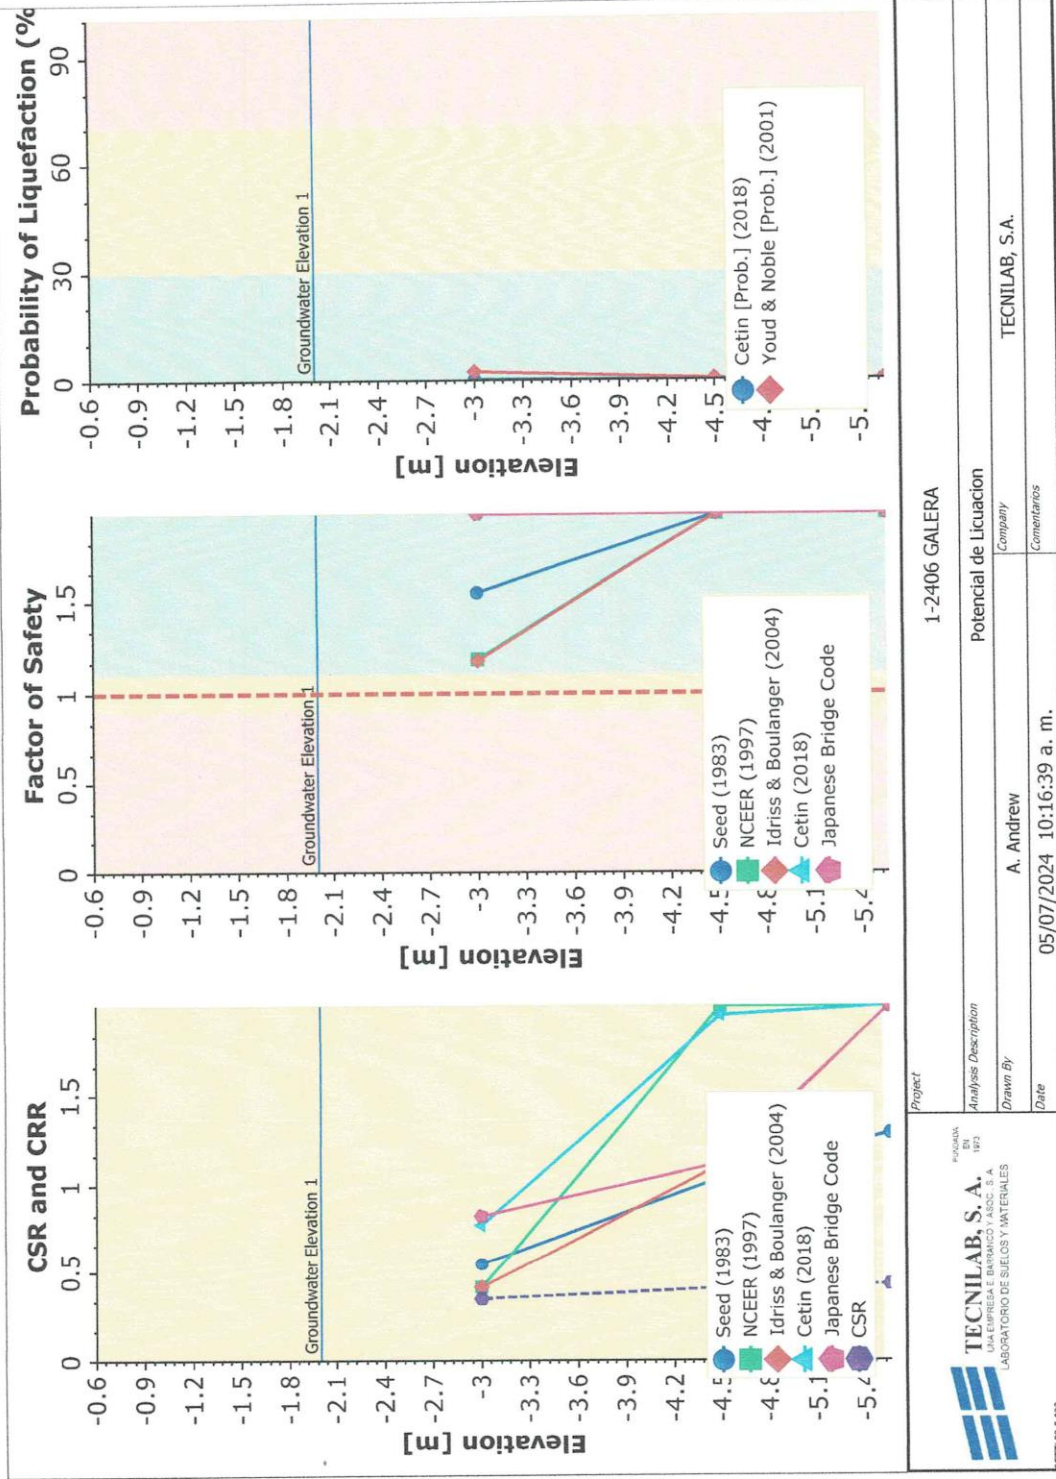 CSR and CRR
0
0.5
1
1.5
-0.6
-0.9
-1.2
-1.5
-1.8
-2.1
-2.4
-2.7
-3
-3.3
-3.6
-3.9
-4.2
-4.5
-4.8
-5.1
-5.4
Elevation [m]
Groundwater Elevation 1
Seed (1983)
NCEER (1997)
Idriss & Boulanger (2004)
Cetin (2018)
Japanese Bridge Code
CSR
Factor of Safety
0
0.5
1
1.5
-0.6
-0.9
-1.2
-1.5
-1.8
-2.1
-2.4
-2.7
-3
-3.3
-3.6
-3.9
-4.2
-4.5
-4.8
-5.1
-5.4
Elevation [m]
Groundwater Elevation 1
Seed (1983)
NCEER (1997)
Idriss & Boulanger (2004)
Cetin (2018)
Japanese Bridge Code
Probability of Liquefaction (%
0
30
60
90
-0.6
-0.9
-1.2
-1.5
-1.8
-2.1
-2.4
-2.7
-3
-3.3
-3.6
-3.9
-4.2
-4.5
-4.
-5.
-5.
Elevation [m]
Groundwater Elevation 1
Cetin [Prob.] (2018)
Youd & Noble [Prob.] (2001)
TECNILAB, S. A.
FUNDADA
EN
1972
UNA EMPRESA E. BARRANCO Y ASOC. S.A.
LABORATORIO DE SUELOS Y MATERIALES
Project
1-2406 GALERA
Analysis Description
Potencial de Licuacion
Drawn By
A. Andrew
Company
TECNILAB, S.A.
Date
05/07/2024 10:16:39 a. m.
Comentarios